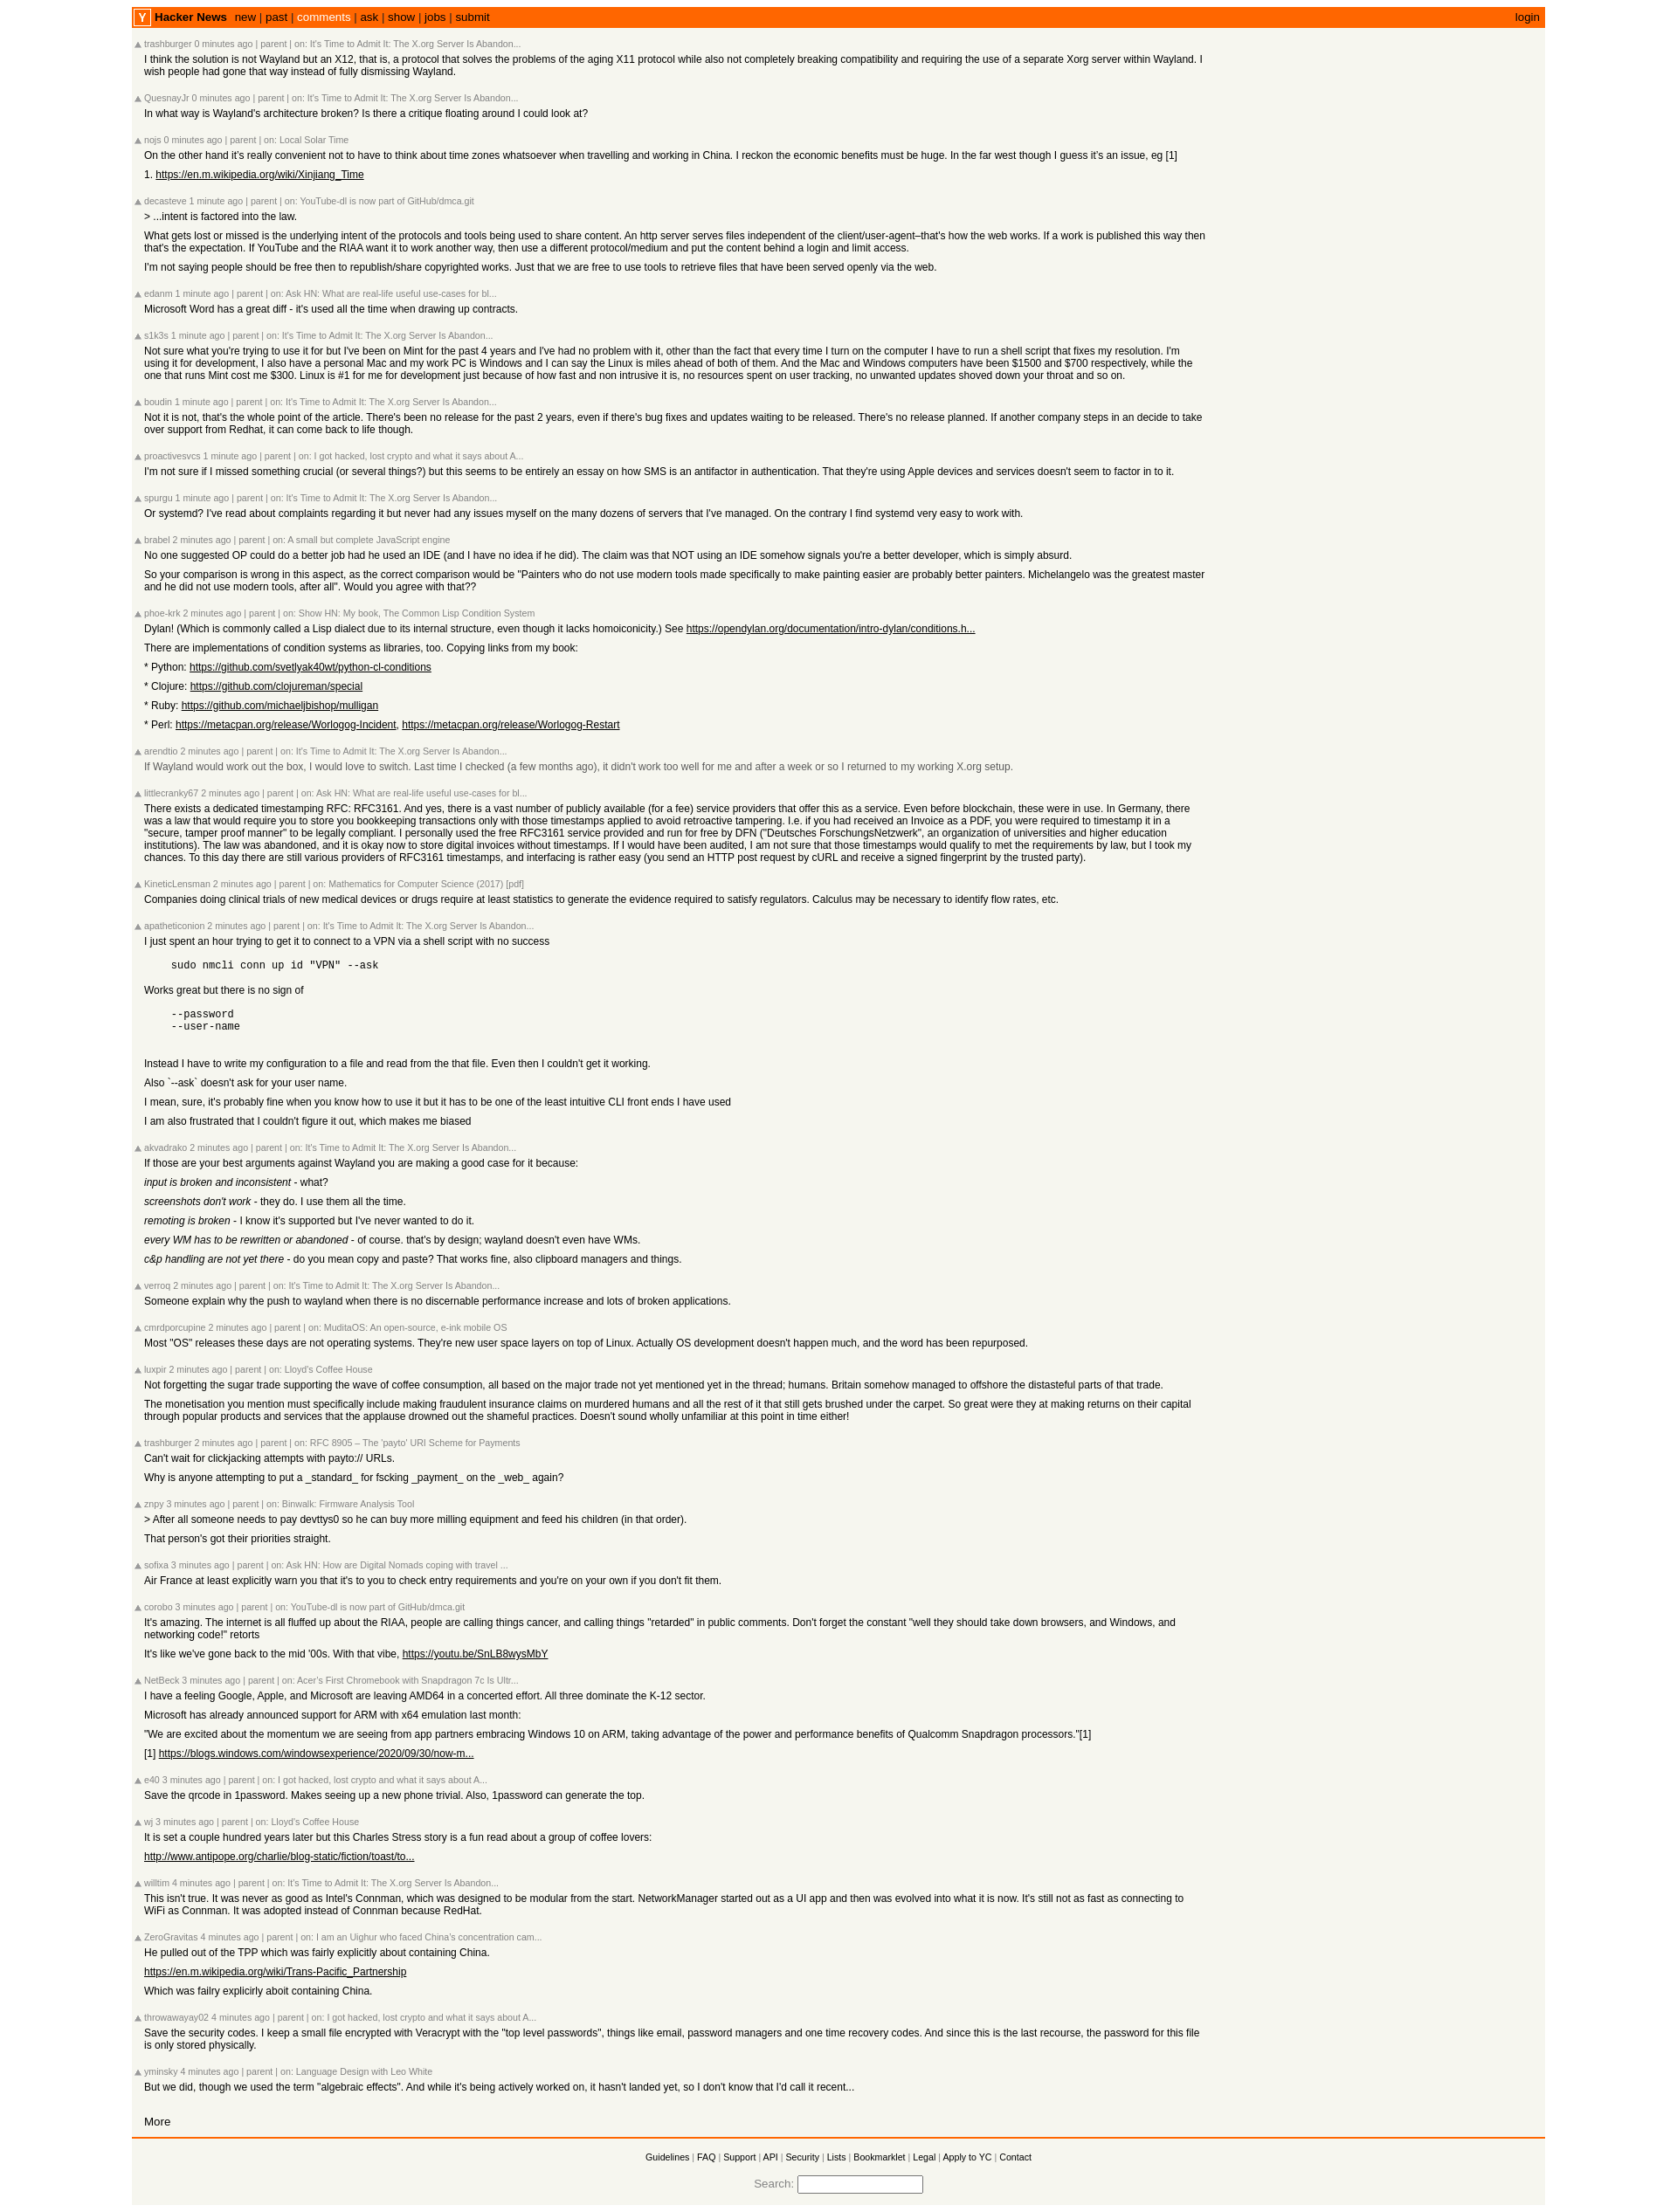 Y Hacker News new | past | comments | ask | show | jobs | submit login
trashburger 0 minutes ago | parent | on: It's Time to Admit It: The X.org Server Is Abandon...
I think the solution is not Wayland but an X12, that is, a protocol that solves the problems of the aging X11 protocol while also not completely breaking compatibility and requiring the use of a separate Xorg server within Wayland. I
wish people had gone that way instead of fully dismissing Wayland.
QuesnayJr 0 minutes ago | parent | on: It's Time to Admit It: The X.org Server Is Abandon...
In what way is Wayland's architecture broken? Is there a critique floating around I could look at?
nojs 0 minutes ago | parent | on: Local Solar Time
On the other hand it's really convenient not to have to think about time zones whatsoever when travelling and working in China. I reckon the economic benefits must be huge. In the far west though I guess it's an issue, eg [1]
1. https://en.m.wikipedia.org/wiki/Xinjiang_Time
decasteve 1 minute ago | parent | on: YouTube-dl is now part of GitHub/dmca.git
> ...intent is factored into the law.
What gets lost or missed is the underlying intent of the protocols and tools being used to share content. An http server serves files independent of the client/user-agent–that's how the web works. If a work is published this way then
that's the expectation. If YouTube and the RIAA want it to work another way, then use a different protocol/medium and put the content behind a login and limit access.
I'm not saying people should be free then to republish/share copyrighted works. Just that we are free to use tools to retrieve files that have been served openly via the web.
edanm 1 minute ago | parent | on: Ask HN: What are real-life useful use-cases for bl...
Microsoft Word has a great diff - it's used all the time when drawing up contracts.
s1k3s 1 minute ago | parent | on: It's Time to Admit It: The X.org Server Is Abandon...
Not sure what you're trying to use it for but I've been on Mint for the past 4 years and I've had no problem with it, other than the fact that every time I turn on the computer I have to run a shell script that fixes my resolution. I'm
using it for development, I also have a personal Mac and my work PC is Windows and I can say the Linux is miles ahead of both of them. And the Mac and Windows computers have been $1500 and $700 respectively, while the
one that runs Mint cost me $300. Linux is #1 for me for development just because of how fast and non intrusive it is, no resources spent on user tracking, no unwanted updates shoved down your throat and so on.
boudin 1 minute ago | parent | on: It's Time to Admit It: The X.org Server Is Abandon...
Not it is not, that's the whole point of the article. There's been no release for the past 2 years, even if there's bug fixes and updates waiting to be released. There's no release planned. If another company steps in an decide to take
over support from Redhat, it can come back to life though.
proactivesvcs 1 minute ago | parent | on: I got hacked, lost crypto and what it says about A...
I'm not sure if I missed something crucial (or several things?) but this seems to be entirely an essay on how SMS is an antifactor in authentication. That they're using Apple devices and services doesn't seem to factor in to it.
spurgu 1 minute ago | parent | on: It's Time to Admit It: The X.org Server Is Abandon...
Or systemd? I've read about complaints regarding it but never had any issues myself on the many dozens of servers that I've managed. On the contrary I find systemd very easy to work with.
brabel 2 minutes ago | parent | on: A small but complete JavaScript engine
No one suggested OP could do a better job had he used an IDE (and I have no idea if he did). The claim was that NOT using an IDE somehow signals you're a better developer, which is simply absurd.
So your comparison is wrong in this aspect, as the correct comparison would be "Painters who do not use modern tools made specifically to make painting easier are probably better painters. Michelangelo was the greatest master
and he did not use modern tools, after all". Would you agree with that??
phoe-krk 2 minutes ago | parent | on: Show HN: My book, The Common Lisp Condition System
Dylan! (Which is commonly called a Lisp dialect due to its internal structure, even though it lacks homoiconicity.) See https://opendylan.org/documentation/intro-dylan/conditions.h...
There are implementations of condition systems as libraries, too. Copying links from my book:
* Python: https://github.com/svetlyak40wt/python-cl-conditions
* Clojure: https://github.com/clojureman/special
* Ruby: https://github.com/michaeljbishop/mulligan
* Perl: https://metacpan.org/release/Worlogog-Incident, https://metacpan.org/release/Worlogog-Restart
arendtio 2 minutes ago | parent | on: It's Time to Admit It: The X.org Server Is Abandon...
If Wayland would work out the box, I would love to switch. Last time I checked (a few months ago), it didn't work too well for me and after a week or so I returned to my working X.org setup.
littlecranky67 2 minutes ago | parent | on: Ask HN: What are real-life useful use-cases for bl...
There exists a dedicated timestamping RFC: RFC3161. And yes, there is a vast number of publicly available (for a fee) service providers that offer this as a service. Even before blockchain, these were in use. In Germany, there
was a law that would require you to store you bookkeeping transactions only with those timestamps applied to avoid retroactive tampering. I.e. if you had received an Invoice as a PDF, you were required to timestamp it in a
"secure, tamper proof manner" to be legally compliant. I personally used the free RFC3161 service provided and run for free by DFN ("Deutsches ForschungsNetzwerk", an organization of universities and higher education
institutions). The law was abandoned, and it is okay now to store digital invoices without timestamps. If I would have been audited, I am not sure that those timestamps would qualify to met the requirements by law, but I took my
chances. To this day there are still various providers of RFC3161 timestamps, and interfacing is rather easy (you send an HTTP post request by cURL and receive a signed fingerprint by the trusted party).
KineticLensman 2 minutes ago | parent | on: Mathematics for Computer Science (2017) [pdf]
Companies doing clinical trials of new medical devices or drugs require at least statistics to generate the evidence required to satisfy regulators. Calculus may be necessary to identify flow rates, etc.
apatheticonion 2 minutes ago | parent | on: It's Time to Admit It: The X.org Server Is Abandon...
I just spent an hour trying to get it to connect to a VPN via a shell script with no success
sudo nmcli conn up id "VPN" --ask
Works great but there is no sign of
--password
--user-name
Instead I have to write my configuration to a file and read from the that file. Even then I couldn't get it working.
Also `--ask` doesn't ask for your user name.
I mean, sure, it's probably fine when you know how to use it but it has to be one of the least intuitive CLI front ends I have used
I am also frustrated that I couldn't figure it out, which makes me biased
akvadrako 2 minutes ago | parent | on: It's Time to Admit It: The X.org Server Is Abandon...
If those are your best arguments against Wayland you are making a good case for it because:
input is broken and inconsistent - what?
screenshots don't work - they do. I use them all the time.
remoting is broken - I know it's supported but I've never wanted to do it.
every WM has to be rewritten or abandoned - of course. that's by design; wayland doesn't even have WMs.
c&p handling are not yet there - do you mean copy and paste? That works fine, also clipboard managers and things.
verroq 2 minutes ago | parent | on: It's Time to Admit It: The X.org Server Is Abandon...
Someone explain why the push to wayland when there is no discernable performance increase and lots of broken applications.
cmrdporcupine 2 minutes ago | parent | on: MuditaOS: An open-source, e-ink mobile OS
Most "OS" releases these days are not operating systems. They're new user space layers on top of Linux. Actually OS development doesn't happen much, and the word has been repurposed.
luxpir 2 minutes ago | parent | on: Lloyd's Coffee House
Not forgetting the sugar trade supporting the wave of coffee consumption, all based on the major trade not yet mentioned yet in the thread; humans. Britain somehow managed to offshore the distasteful parts of that trade.
The monetisation you mention must specifically include making fraudulent insurance claims on murdered humans and all the rest of it that still gets brushed under the carpet. So great were they at making returns on their capital
through popular products and services that the applause drowned out the shameful practices. Doesn't sound wholly unfamiliar at this point in time either!
trashburger 2 minutes ago | parent | on: RFC 8905 – The 'payto' URI Scheme for Payments
Can't wait for clickjacking attempts with payto:// URLs.
Why is anyone attempting to put a _standard_ for fscking _payment_ on the _web_ again?
znpy 3 minutes ago | parent | on: Binwalk: Firmware Analysis Tool
> After all someone needs to pay devttys0 so he can buy more milling equipment and feed his children (in that order).
That person's got their priorities straight.
sofixa 3 minutes ago | parent | on: Ask HN: How are Digital Nomads coping with travel ...
Air France at least explicitly warn you that it's to you to check entry requirements and you're on your own if you don't fit them.
corobo 3 minutes ago | parent | on: YouTube-dl is now part of GitHub/dmca.git
It's amazing. The internet is all fluffed up about the RIAA, people are calling things cancer, and calling things "retarded" in public comments. Don't forget the constant "well they should take down browsers, and Windows, and
networking code!" retorts
It's like we've gone back to the mid '00s. With that vibe, https://youtu.be/SnLB8wysMbY
NetBeck 3 minutes ago | parent | on: Acer's First Chromebook with Snapdragon 7c Is Ultr...
I have a feeling Google, Apple, and Microsoft are leaving AMD64 in a concerted effort. All three dominate the K-12 sector.
Microsoft has already announced support for ARM with x64 emulation last month:
"We are excited about the momentum we are seeing from app partners embracing Windows 10 on ARM, taking advantage of the power and performance benefits of Qualcomm Snapdragon processors."[1]
[1] https://blogs.windows.com/windowsexperience/2020/09/30/now-m...
e40 3 minutes ago | parent | on: I got hacked, lost crypto and what it says about A...
Save the qrcode in 1password. Makes seeing up a new phone trivial. Also, 1password can generate the top.
wj 3 minutes ago | parent | on: Lloyd's Coffee House
It is set a couple hundred years later but this Charles Stress story is a fun read about a group of coffee lovers:
http://www.antipope.org/charlie/blog-static/fiction/toast/to...
willtim 4 minutes ago | parent | on: It's Time to Admit It: The X.org Server Is Abandon...
This isn't true. It was never as good as Intel's Connman, which was designed to be modular from the start. NetworkManager started out as a UI app and then was evolved into what it is now. It's still not as fast as connecting to
WiFi as Connman. It was adopted instead of Connman because RedHat.
ZeroGravitas 4 minutes ago | parent | on: I am an Uighur who faced China's concentration cam...
He pulled out of the TPP which was fairly explicitly about containing China.
https://en.m.wikipedia.org/wiki/Trans-Pacific_Partnership
Which was failry explicirly aboit containing China.
throwawayay02 4 minutes ago | parent | on: I got hacked, lost crypto and what it says about A...
Save the security codes. I keep a small file encrypted with Veracrypt with the "top level passwords", things like email, password managers and one time recovery codes. And since this is the last recourse, the password for this file
is only stored physically.
yminsky 4 minutes ago | parent | on: Language Design with Leo White
But we did, though we used the term "algebraic effects". And while it's being actively worked on, it hasn't landed yet, so I don't know that I'd call it recent...
More
Guidelines | FAQ | Support | API | Security | Lists | Bookmarklet | Legal | Apply to YC | Contact
Search: